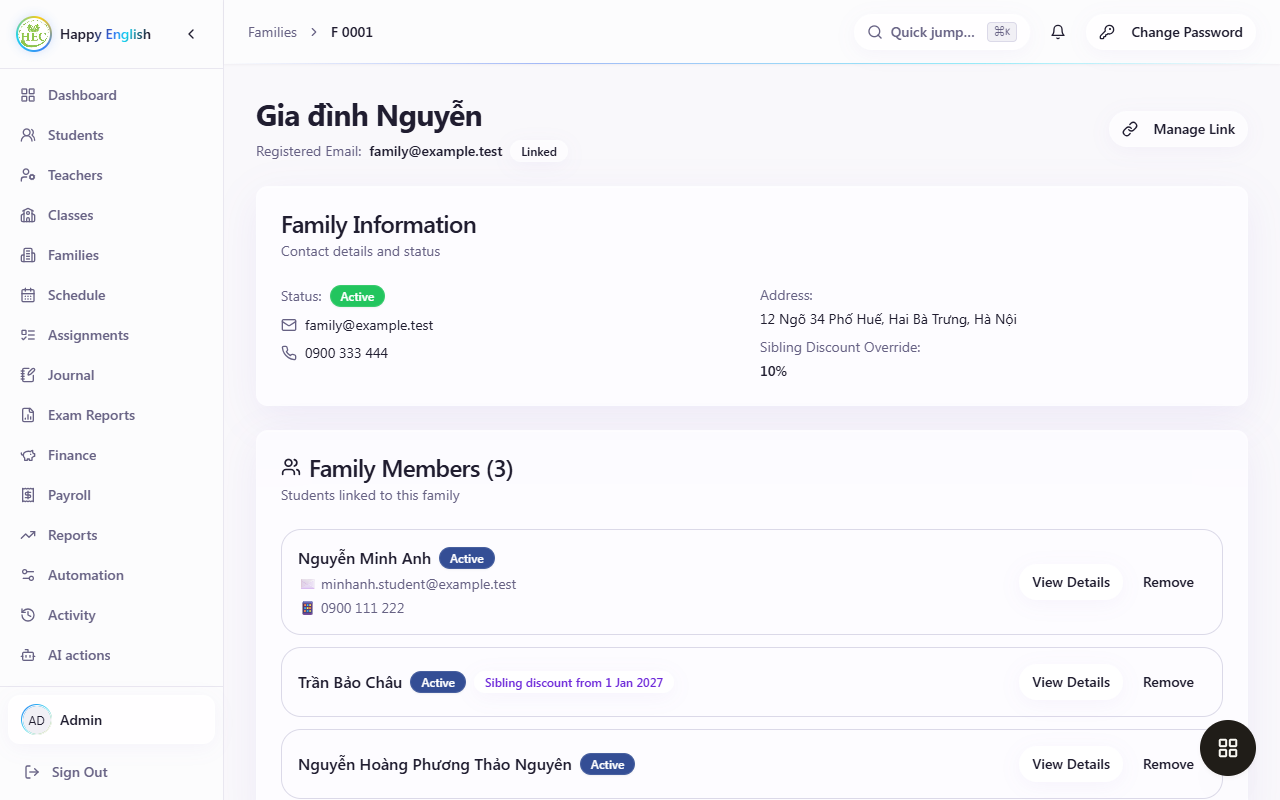 HEC
Happy English
Families
F 0001
Quick jump...
⌘K
Change Password
Dashboard
Students
Teachers
Classes
Families
Schedule
Assignments
Journal
Exam Reports
Finance
Payroll
Reports
Automation
Activity
AI actions
AD
Admin
Sign Out
Gia đình Nguyễn
Registered Email: family@example.test Linked
Manage Link
Family Information
Contact details and status
Status: Active
family@example.test
0900 333 444
Address:
12 Ngõ 34 Phố Huế, Hai Bà Trưng, Hà Nội
Sibling Discount Override:
10%
Family Members (3)
Students linked to this family
Nguyễn Minh Anh Active
minhanh.student@example.test
0900 111 222
View Details Remove
Trần Bảo Châu Active Sibling discount from 1 Jan 2027
View Details Remove
Nguyễn Hoàng Phương Thảo Nguyên Active
View Details Remove